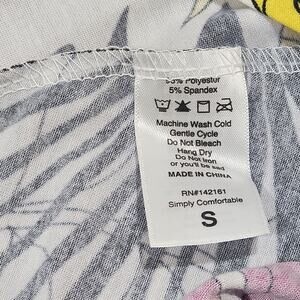 95% Polyester
5% Spandex
Machine Wash Cold
Gentle Cycle
Do Not Bleach
Hang Dry
Do Not Iron
or you'll be sad
MADE IN CHINA
RN#142161
Simply Comfortable
S